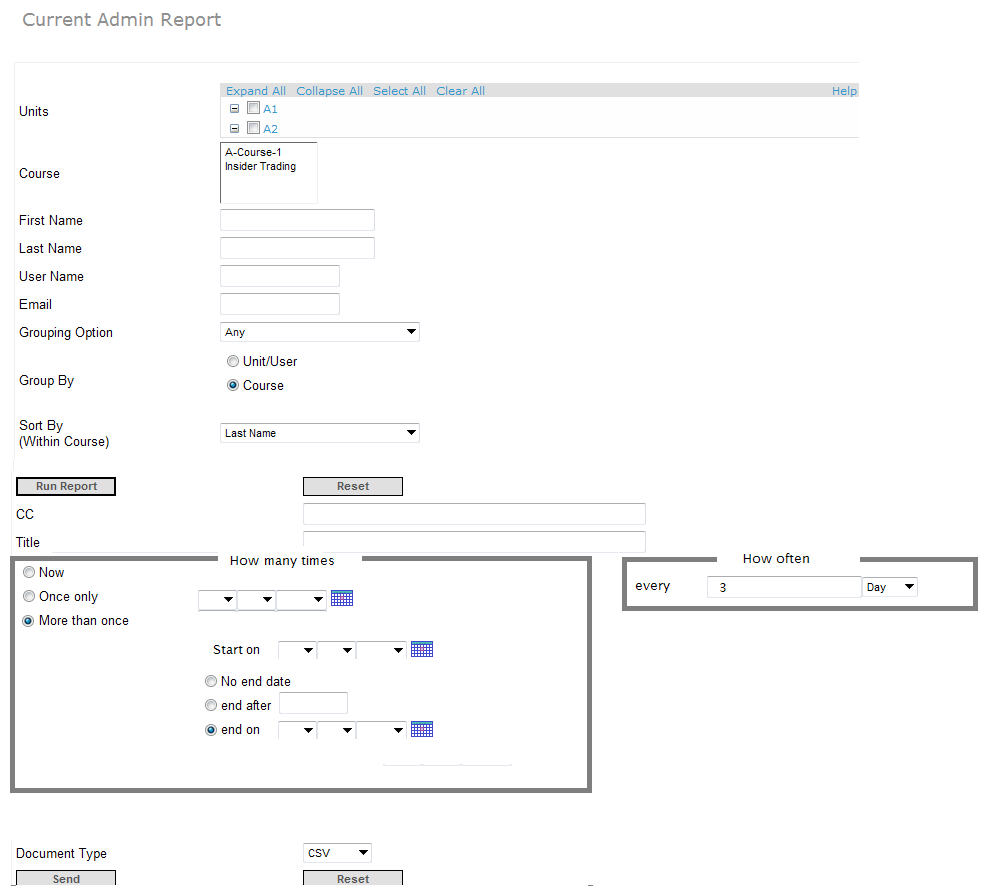 Current Admin Report
Expand All Collapse All Select All Clear All Help
Units
A1
A2
Course
A-Course-1
Insider Trading
First Name
Last Name
User Name
Email
Grouping Option Any
Group By
Unit/User
Course
Sort By
(Within Course)
Last Name
Run Report Reset
CC
Title
How many times
Now
Once only
More than once
Start on
No end date
end after
end on
How often
every 3 Day
Document Type CSV
Send Reset